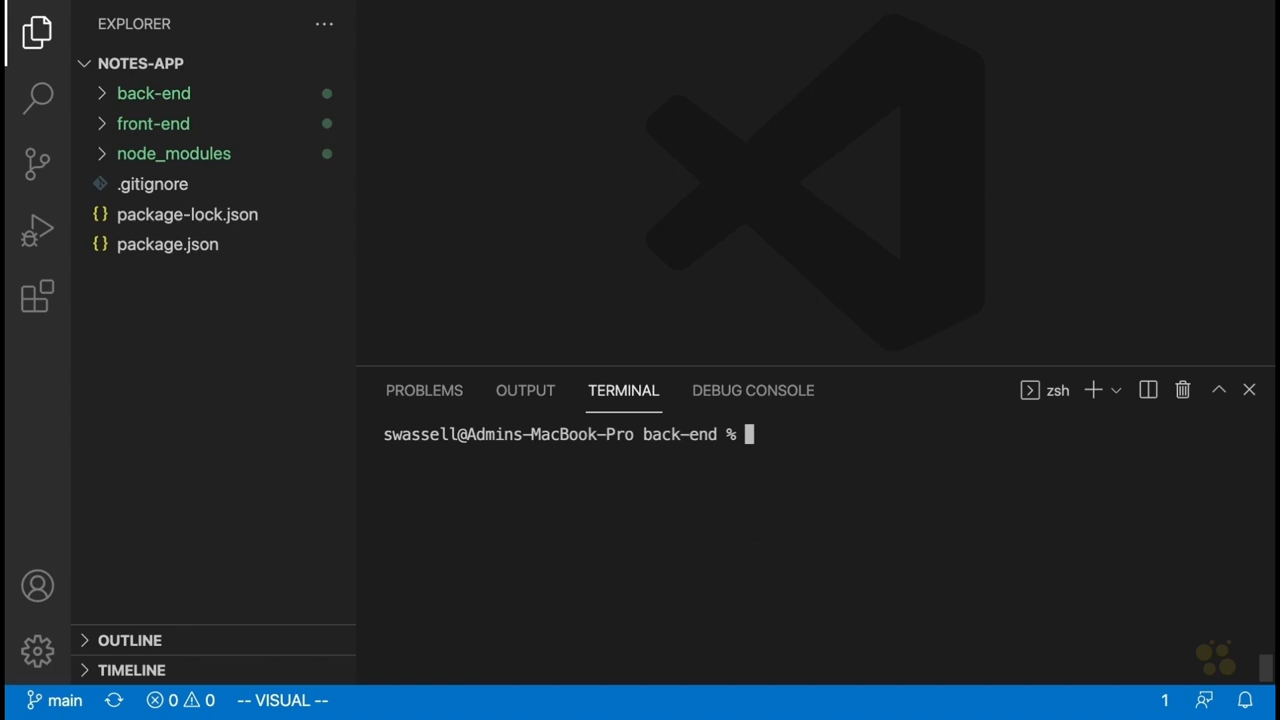 EXPLORER
NOTES-APP
back-end
front-end
node_modules
.gitignore
{} package-lock.json
{} package.json
OUTLINE
TIMELINE
PROBLEMS OUTPUT TERMINAL DEBUG CONSOLE zsh
swassell@Admins-MacBook-Pro back-end %
main 0 0 -- VISUAL -- 1